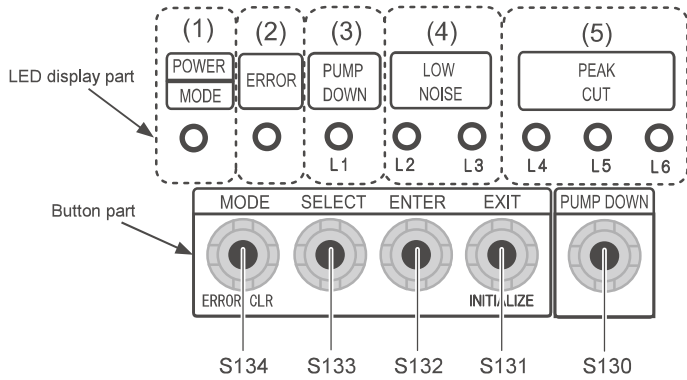 (1) (2) (3) (4) (5)
LED display part
POWER
MODE
ERROR
PUMP
DOWN
LOW
NOISE
PEAK
CUT
L1 L2 L3 L4 L5 L6
Button part
MODE SELECT ENTER EXIT PUMP DOWN
ERROR CLR INITIALIZE
S134 S133 S132 S131 S130